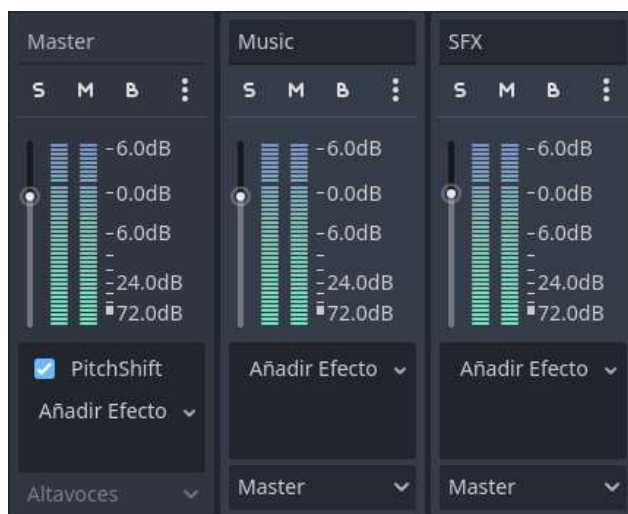 Master
S M B
-6.0dB
-0.0dB
-6.0dB
-24.0dB
72.0dB
PitchShift
Añadir Efecto
Altavoces
Music
S M B
-6.0dB
-0.0dB
-6.0dB
-24.0dB
72.0dB
Añadir Efecto
Master
SFX
S M B
-6.0dB
-0.0dB
-6.0dB
-24.0dB
72.0dB
Añadir Efecto
Master